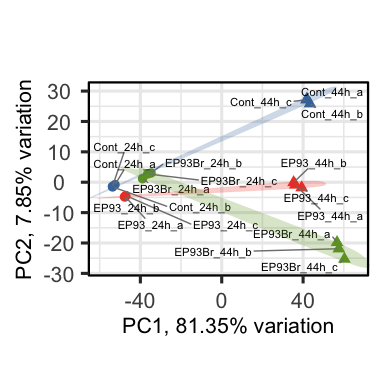 PC2, 7.85% variation
30
20
10
0
-10
-20
-30
Cont_44h_a
Cont_44h_c
Cont_44h_b
Cont_24h_c
Cont_24h_a
EP93Br_24h_b
EP93_44h_b
EP93Br_24h_c
EP93Br_24h_a
EP93_44h_c
EP93_24h_b
Cont_24h_b
EP93_44h_a
EP93_24h_a
EP93_24h_c
EP93Br_44h_a
EP93Br_44h_b
EP93Br_44h_c
-40
0
40
PC1, 81.35% variation